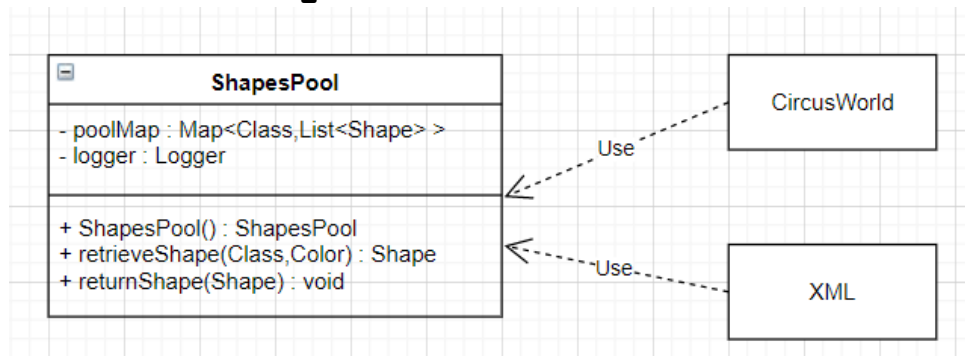 ShapesPool
- poolMap : Map<Class,List<Shape> >
- logger : Logger
+ ShapesPool() : ShapesPool
+ retrieveShape(Class,Color) : Shape
+ returnShape(Shape) : void
CircusWorld
Use
Use
XML